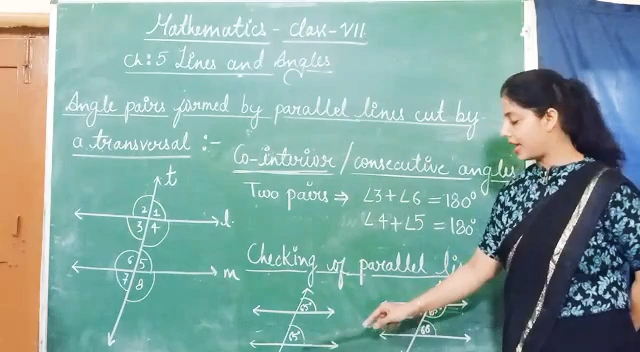 Mathematics - Class-VII
Ch: 5 Lines and Angles
Angle pairs formed by parallel lines cut by
a transversal :-
Co-interior / consecutive angles
Two pairs ⇒ ∠3+∠6 = 180°
∠4+∠5 = 180°
t
2 1
3 4
l
6 5
7 8
m
Checking of parallel
65°